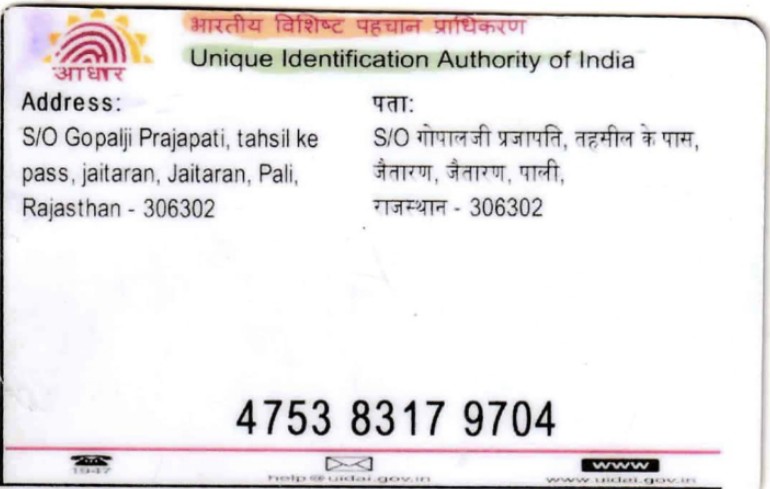 भारतीय विशिष्ट पहचान प्राधिकरण
Unique Identification Authority of India
आधार
Address:
S/O Gopalji Prajapati, tahsil ke
pass, jaitaran, Jaitaran, Pali,
Rajasthan - 306302
पता:
S/O गोपालजी प्रजापति, तहसील के पास,
जैतारण, जैतारण, पाली,
राजस्थान - 306302
4753 8317 9704
1947
help@uidai.gov.in
www
www.uidai.gov.in